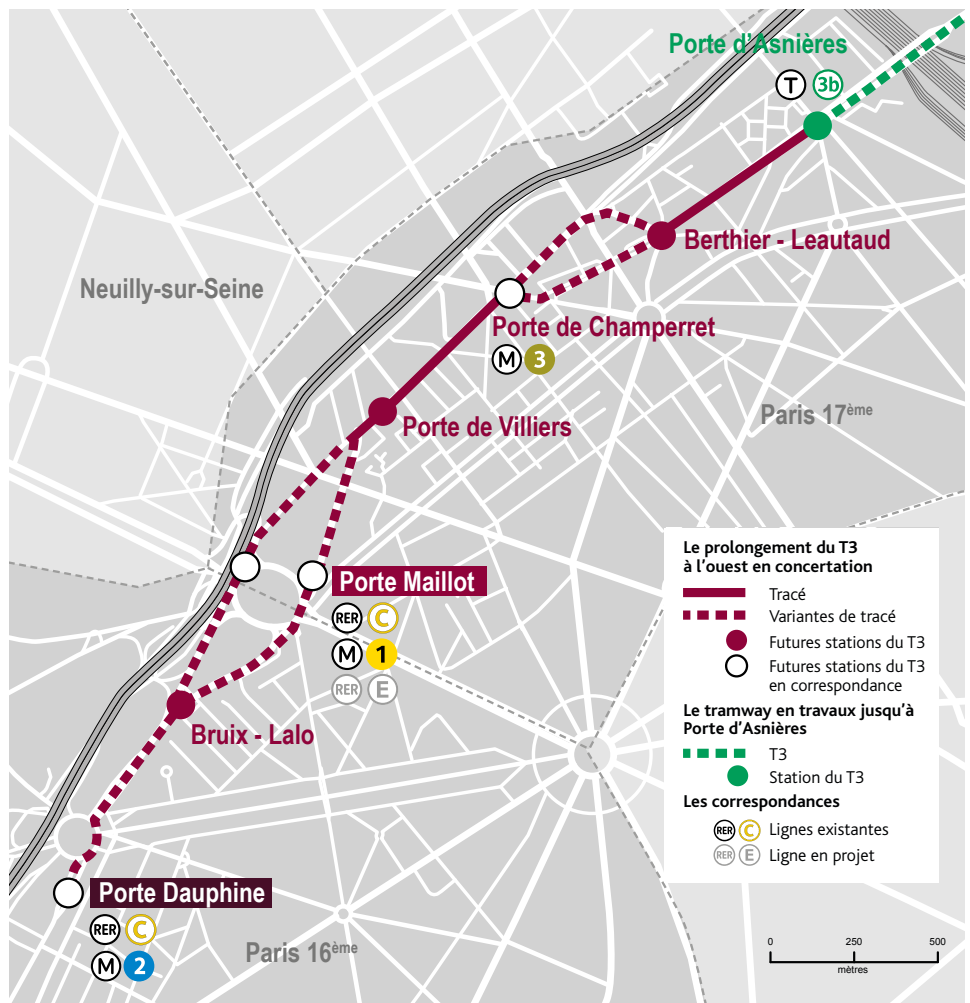 Porte d'Asnières
T 3b
Berthier - Leautaud
Neuilly-sur-Seine
Porte de Champerret
M 3
Paris 17ème
Porte de Villiers
Porte Maillot
RER C
M 1
RER E
Bruix - Lalo
Porte Dauphine
RER C
M 2
Paris 16ème
Le prolongement du T3
à l'ouest en concertation
Tracé
Variantes de tracé
Futures stations du T3
Futures stations du T3
en correspondance
Le tramway en travaux jusqu'à
Porte d'Asnières
T3
Station du T3
Les correspondances
RER C Lignes existantes
RER E Ligne en projet
0 250 500
mètres